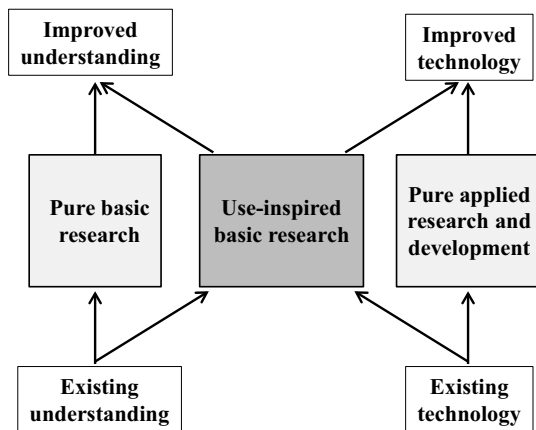 Improved
understanding
Improved
technology
Pure basic
research
Use-inspired
basic research
Pure applied
research and
development
Existing
understanding
Existing
technology